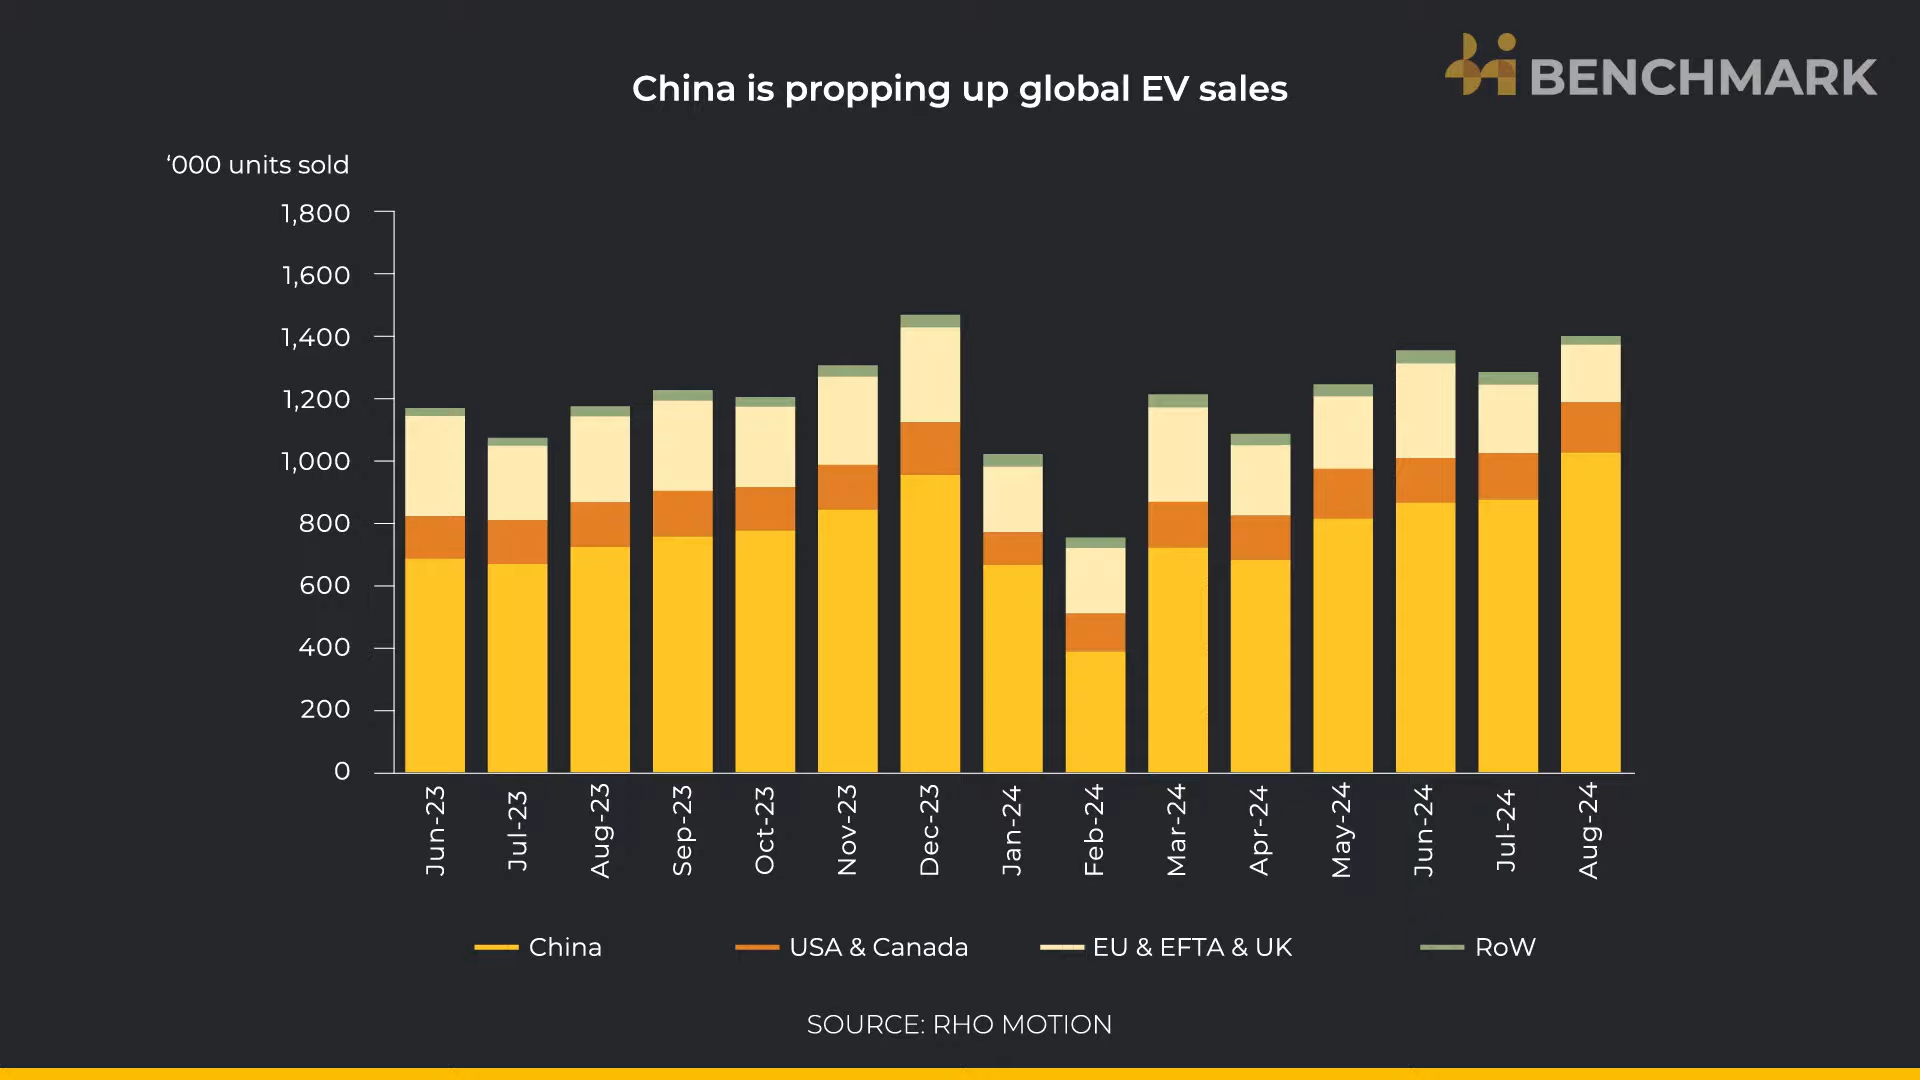 BENCHMARK
China is propping up global EV sales
‘000 units sold
1,800
1,600
1,400
1,200
1,000
800
600
400
200
0
Jun-23
Jul-23
Aug-23
Sep-23
Oct-23
Nov-23
Dec-23
Jan-24
Feb-24
Mar-24
Apr-24
May-24
Jun-24
Jul-24
Aug-24
China
USA & Canada
EU & EFTA & UK
RoW
SOURCE: RHO MOTION